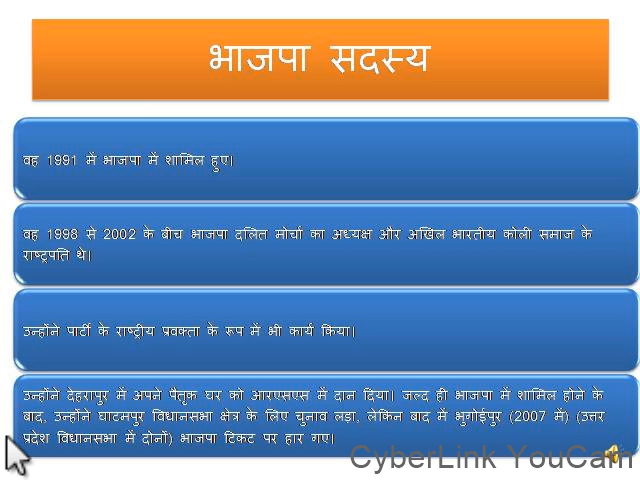 भाजपा सदस्य
वह 1991 में भाजपा में शामिल हुए।
वह 1998 से 2002 के बीच भाजपा दलित मोर्चा का अध्यक्ष और अखिल भारतीय कोली समाज के
राष्ट्रपति थे।
उन्होंने पार्टी के राष्ट्रीय प्रवक्ता के रूप में भी कार्य किया।
उन्होंने देहरापुर में अपने पैतृक घर को आरएसएस में दान दिया। जल्द ही भाजपा में शामिल होने के
बाद, उन्होंने घाटमपुर विधानसभा क्षेत्र के लिए चुनाव लड़ा, लेकिन बाद में भुगोईपुर (2007 में) (उत्तर
प्रदेश विधानसभा में दोनों) भाजपा टिकट पर हार गए।
CyberLink YouCam